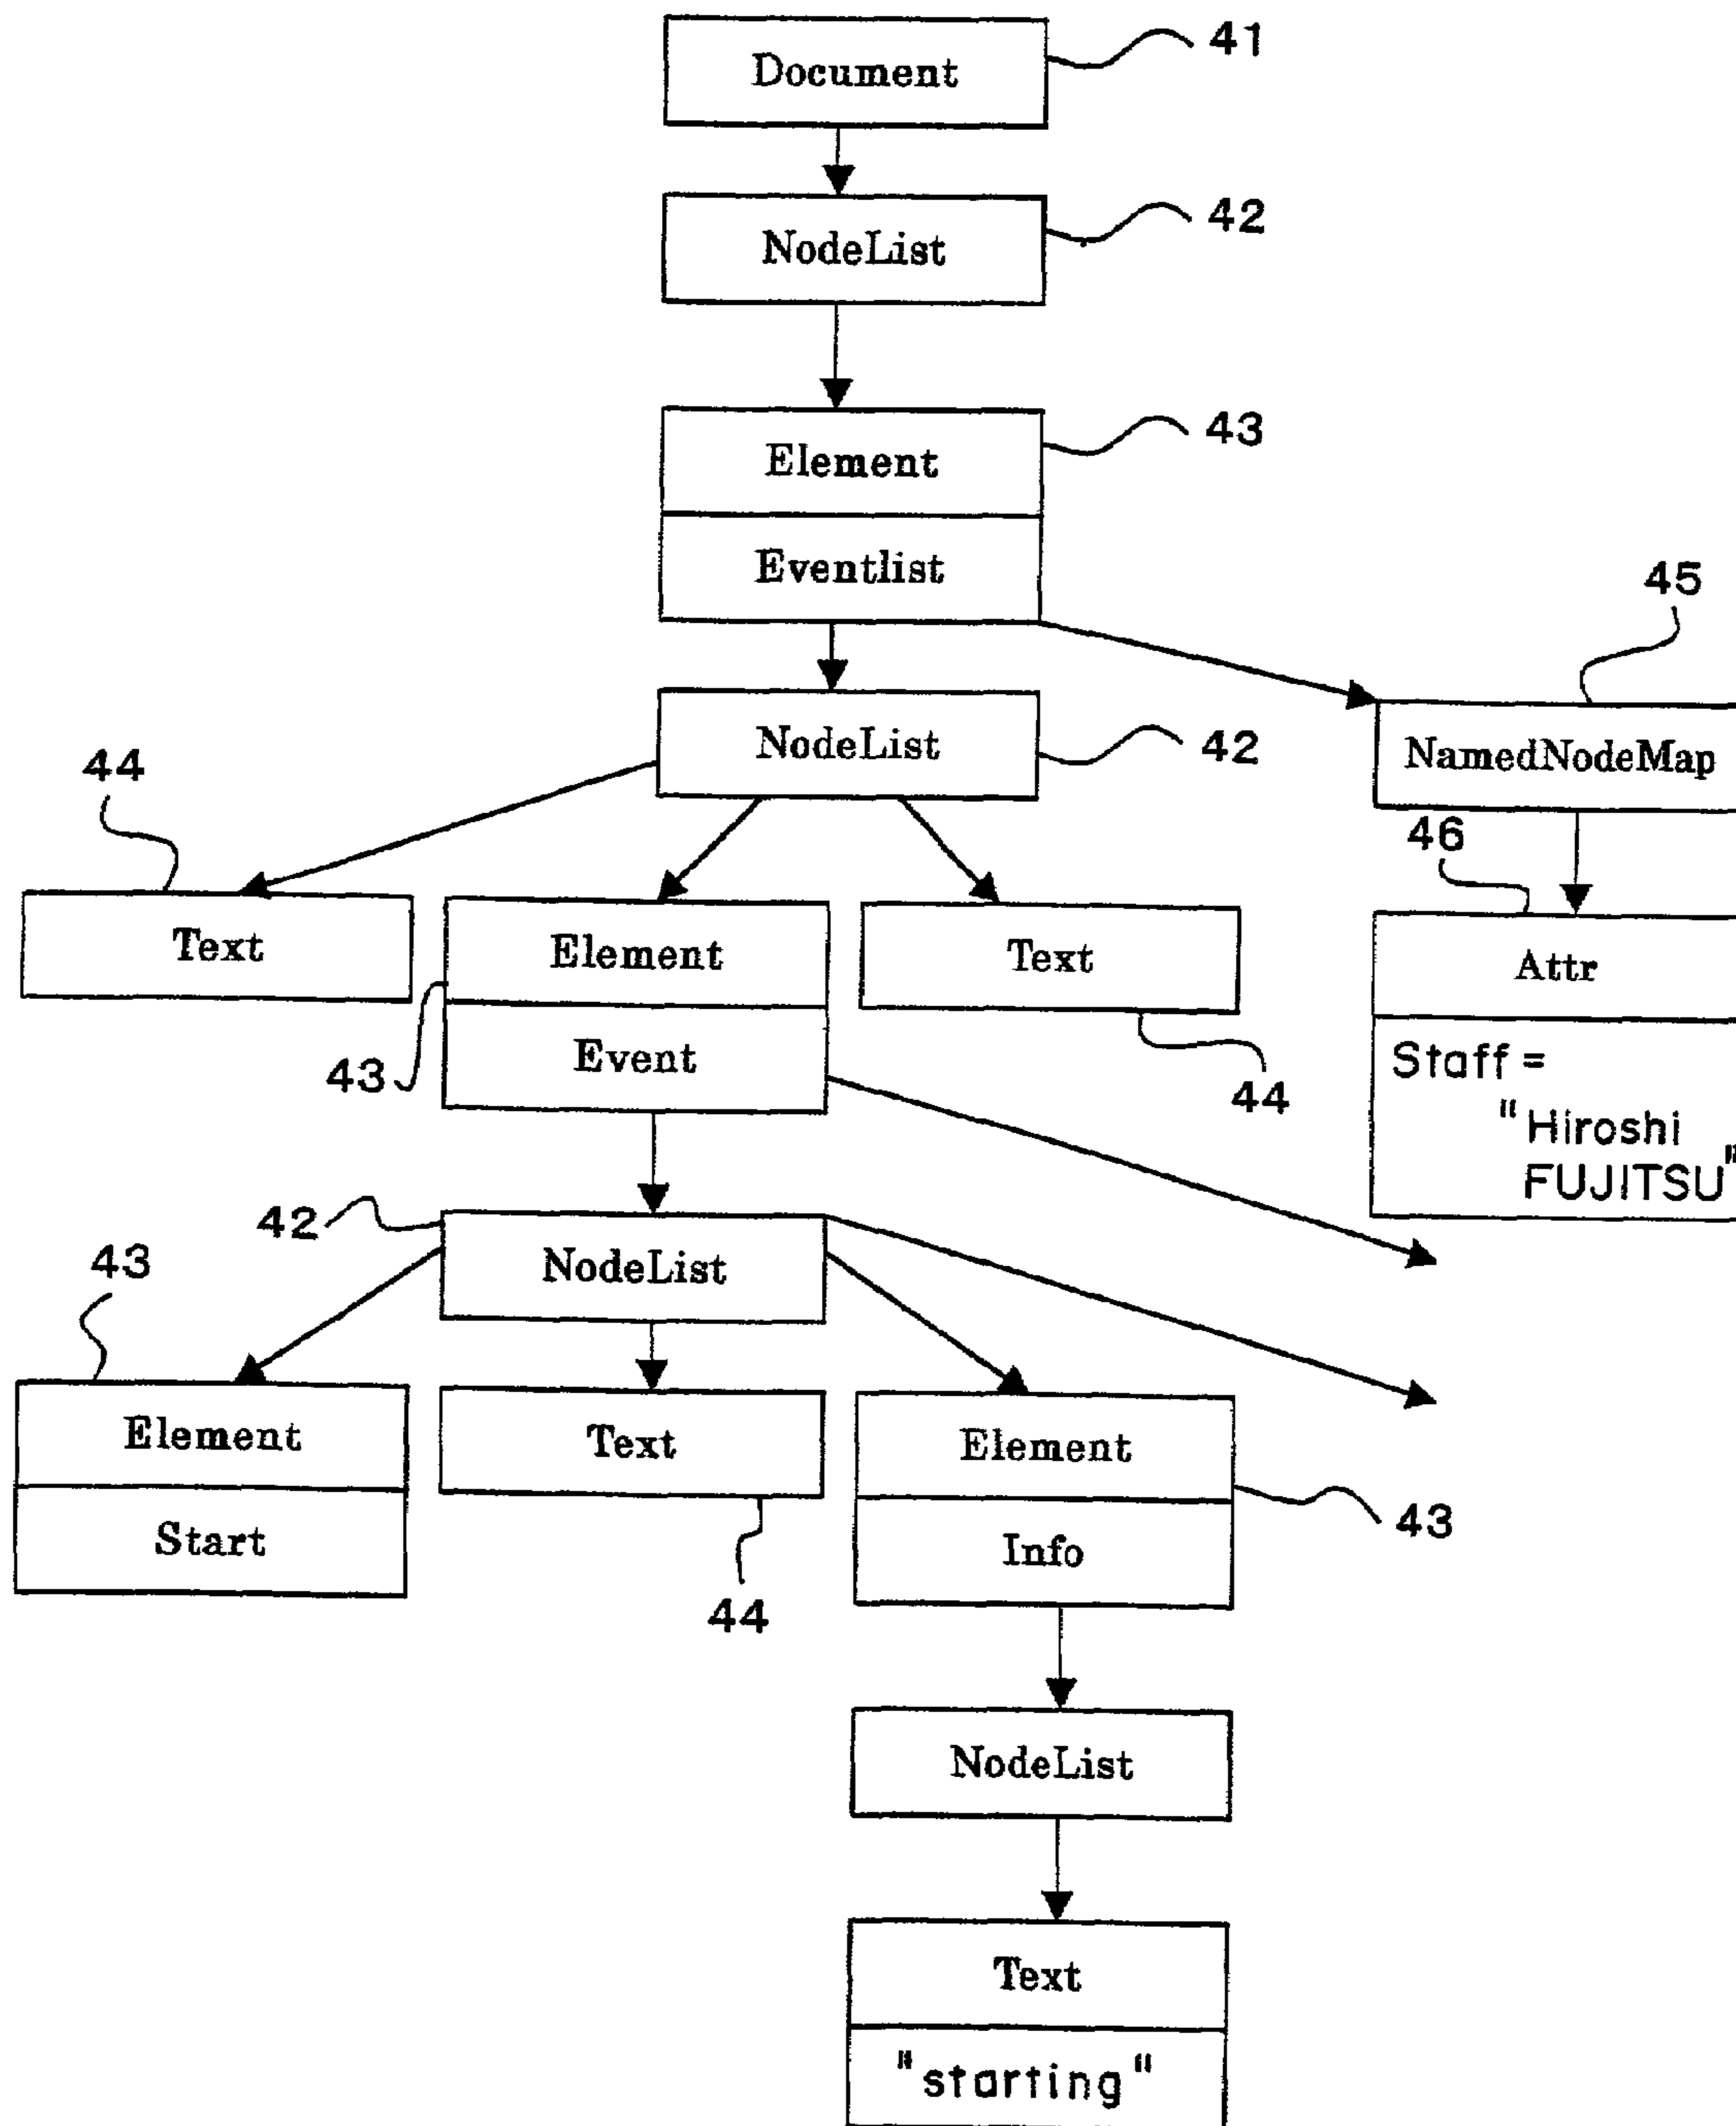 Document
41
NodeList
42
Element
43
Eventlist
45
NodeList
42
NamedNodeMap
44
46
Text
Element
Text
Attr
43
Event
44
Staff =
"Hiroshi
FUJITSU"
42
NodeList
43
Element
Text
Element
Start
Info
43
44
NodeList
Text
"starting"